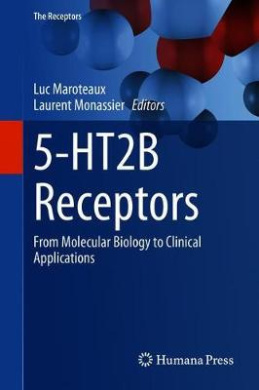 The Receptors
Luc Maroteaux
Laurent Monassier Editors
5-HT2B
Receptors
From Molecular Biology to Clinical
Applications
Humana Press